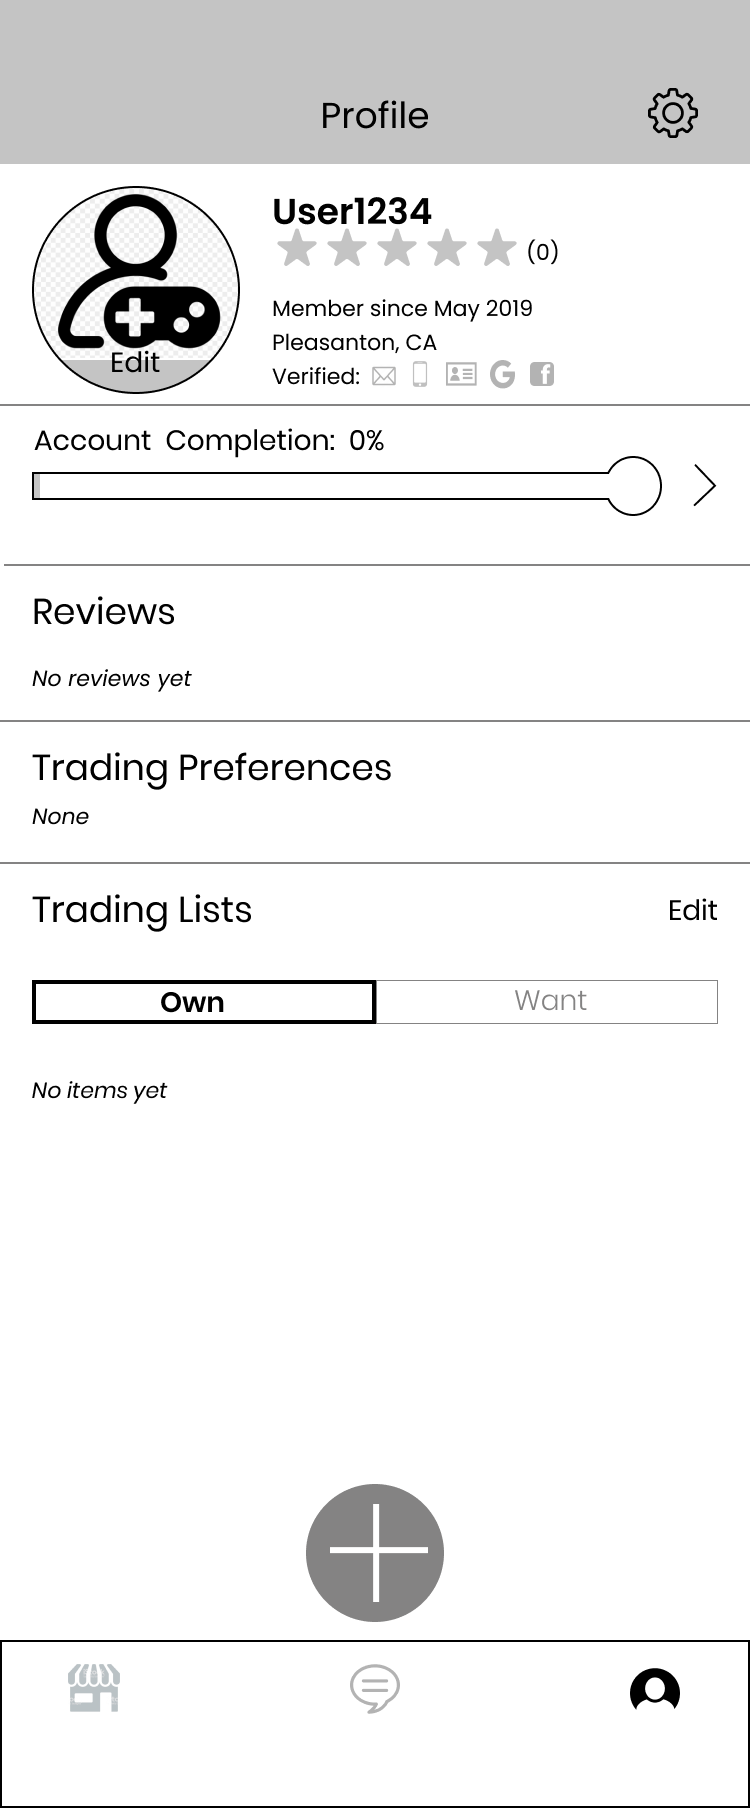 Profile
User1234
(0)
Member since May 2019
Pleasanton, CA
Verified:
Edit
Account Completion: 0%
Reviews
No reviews yet
Trading Preferences
None
Trading Lists
Edit
Own
Want
No items yet